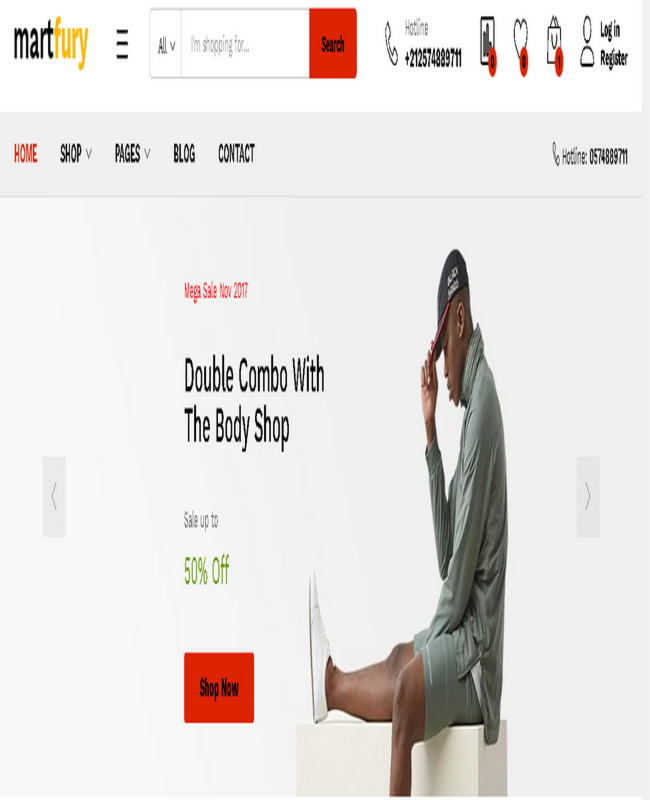 martfury
All
I'm shopping for...
Search
Hotline
+212574889711
0
0
1
Log in
Register
HOME
SHOP
PAGES
BLOG
CONTACT
Hotline: 0574889711
Mega Sale Nov 2017
Double Combo With
The Body Shop
Sale up to
50% Off
Shop Now